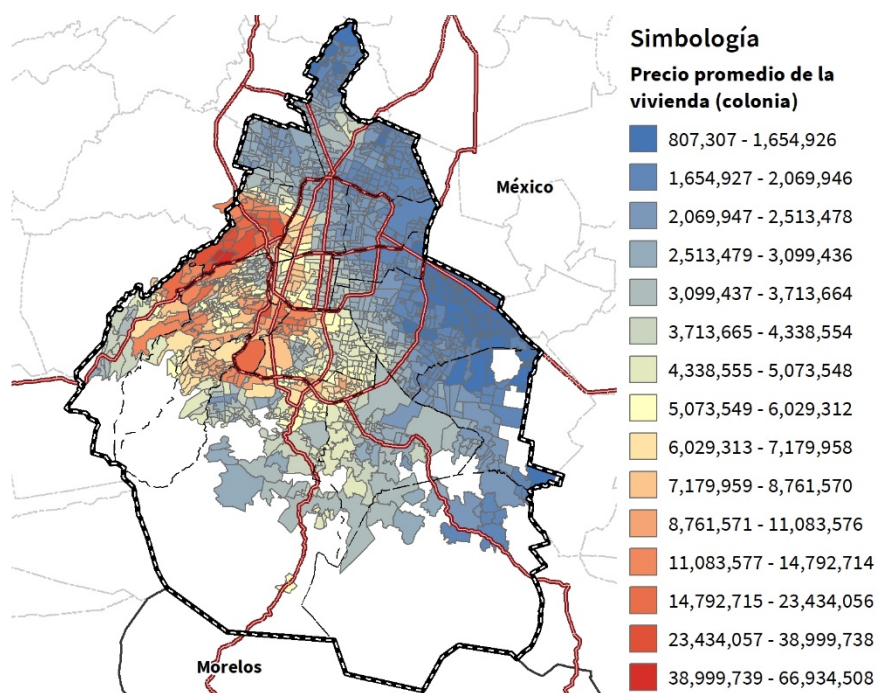 Simbología
Precio promedio de la
vivienda (colonia)
807,307 - 1,654,926
1,654,927 - 2,069,946
2,069,947 - 2,513,478
2,513,479 - 3,099,436
3,099,437 - 3,713,664
3,713,665 - 4,338,554
4,338,555 - 5,073,548
5,073,549 - 6,029,312
6,029,313 - 7,179,958
7,179,959 - 8,761,570
8,761,571 - 11,083,576
11,083,577 - 14,792,714
14,792,715 - 23,434,056
23,434,057 - 38,999,738
38,999,739 - 66,934,508
México
Morelos